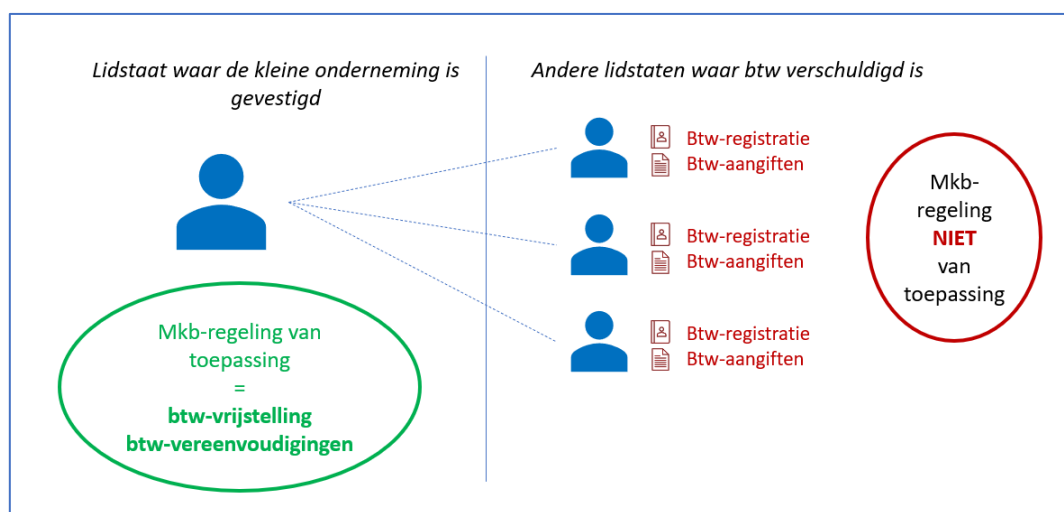 Lidstaat waar de kleine onderneming is
gevestigd
Mkb-regeling van
toepassing
=
btw-vrijstelling
btw-vereenvoudigingen
Andere lidstaten waar btw verschuldigd is
Btw-registratie
Btw-aangiften
Btw-registratie
Btw-aangiften
Btw-registratie
Btw-aangiften
Mkb-
regeling
NIET
van
toepassing